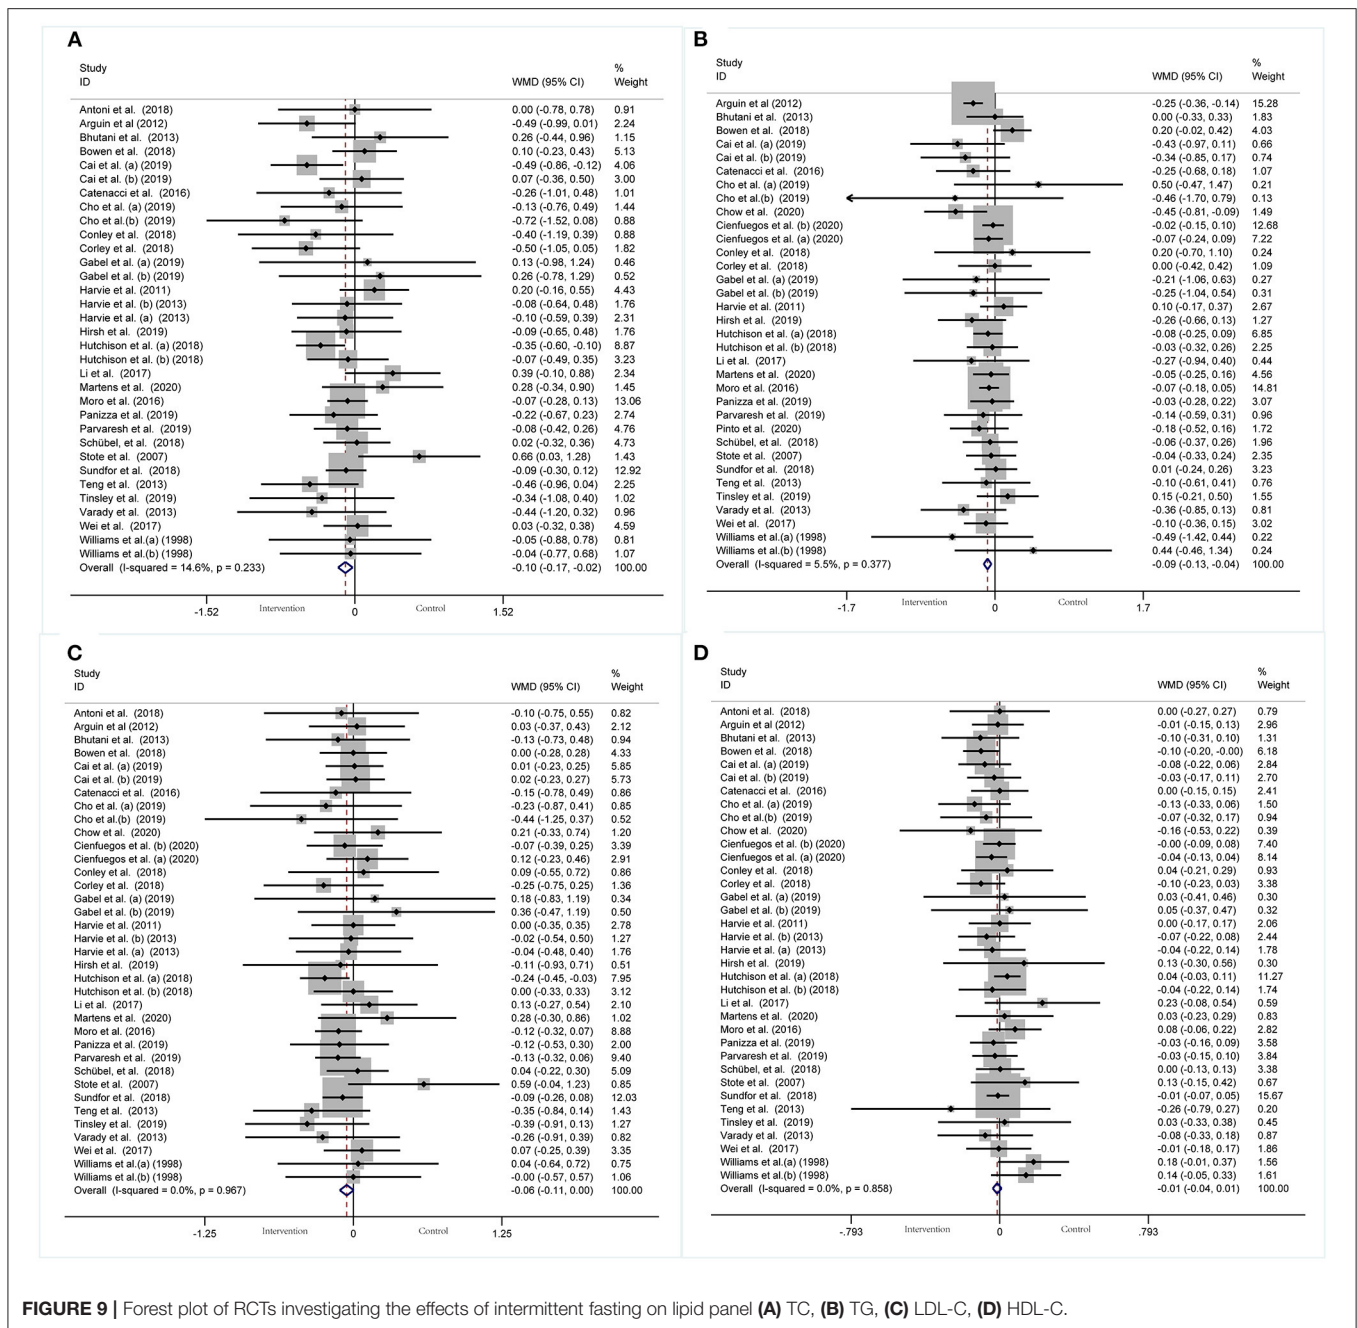 A
Study %
ID WMD (95% CI) Weight
Antoni et al. (2018) 0.00 (-0.78, 0.78) 0.91
Arguin et al (2012) -0.49 (-0.99, 0.01) 2.24
Bhutani et al. (2013) 0.26 (-0.44, 0.96) 1.15
Bowen et al. (2018) 0.10 (-0.23, 0.43) 5.13
Cai et al. (a) (2019) -0.49 (-0.86, -0.12) 4.06
Cai et al. (b) (2019) 0.07 (-0.36, 0.50) 3.00
Catenacci et al. (2016) -0.26 (-1.01, 0.48) 1.01
Cho et al. (a) (2019) -0.13 (-0.76, 0.49) 1.44
Cho et al.(b) (2019) -0.72 (-1.52, 0.08) 0.88
Conley et al. (2018) -0.40 (-1.19, 0.39) 0.88
Corley et al. (2018) -0.50 (-1.05, 0.05) 1.82
Gabel et al. (a) (2019) 0.13 (-0.98, 1.24) 0.46
Gabel et al. (b) (2019) 0.26 (-0.78, 1.29) 0.52
Harvie et al. (2011) 0.20 (-0.16, 0.55) 4.43
Harvie et al. (b) (2013) -0.08 (-0.64, 0.48) 1.76
Harvie et al. (a) (2013) -0.10 (-0.59, 0.39) 2.31
Hirsh et al. (2019) -0.09 (-0.65, 0.48) 1.76
Hutchison et al. (a) (2018) -0.35 (-0.60, -0.10) 8.87
Hutchison et al. (b) (2018) -0.07 (-0.49, 0.35) 3.23
Li et al. (2017) 0.39 (-0.10, 0.88) 2.34
Martens et al. (2020) 0.28 (-0.34, 0.90) 1.45
Moro et al. (2016) -0.07 (-0.28, 0.13) 13.06
Panizza et al. (2019) -0.22 (-0.67, 0.23) 2.74
Parvaresh et al. (2019) -0.08 (-0.42, 0.26) 4.76
Schübel, et al. (2018) 0.02 (-0.32, 0.36) 4.73
Stote et al. (2007) 0.66 (0.03, 1.28) 1.43
Sundfor et al. (2018) -0.09 (-0.30, 0.12) 12.92
Teng et al. (2013) -0.46 (-0.96, 0.04) 2.25
Tinsley et al. (2019) -0.34 (-1.08, 0.40) 1.02
Varady et al. (2013) -0.44 (-1.20, 0.32) 0.96
Wei et al. (2017) 0.03 (-0.32, 0.38) 4.59
Williams et al.(a) (1998) -0.05 (-0.88, 0.78) 0.81
Williams et al.(b) (1998) -0.04 (-0.77, 0.68) 1.07
Overall (I-squared = 14.6%, p = 0.233) -0.10 (-0.17, -0.02) 100.00
-1.52 Intervention 0 Control 1.52
B
Study %
ID WMD (95% CI) Weight
Arguin et al (2012) -0.25 (-0.36, -0.14) 15.28
Bhutani et al. (2013) 0.00 (-0.33, 0.33) 1.83
Bowen et al. (2018) 0.20 (-0.02, 0.42) 4.03
Cai et al. (a) (2019) -0.43 (-0.97, 0.11) 0.66
Cai et al. (b) (2019) -0.34 (-0.85, 0.17) 0.74
Catenacci et al. (2016) -0.25 (-0.68, 0.18) 1.07
Cho et al. (a) (2019) 0.50 (-0.47, 1.47) 0.21
Cho et al.(b) (2019) -0.46 (-1.70, 0.79) 0.13
Chow et al. (2020) -0.45 (-0.81, -0.09) 1.49
Cienfuegos et al. (b) (2020) -0.02 (-0.15, 0.10) 12.68
Cienfuegos et al. (a) (2020) -0.07 (-0.24, 0.09) 7.22
Conley et al. (2018) 0.20 (-0.70, 1.10) 0.24
Corley et al. (2018) 0.00 (-0.42, 0.42) 1.09
Gabel et al. (a) (2019) -0.21 (-1.06, 0.63) 0.27
Gabel et al. (b) (2019) -0.25 (-1.04, 0.54) 0.31
Harvie et al. (2011) 0.10 (-0.17, 0.37) 2.67
Hirsh et al. (2019) -0.26 (-0.66, 0.13) 1.27
Hutchison et al. (a) (2018) -0.08 (-0.25, 0.09) 6.85
Hutchison et al. (b) (2018) -0.03 (-0.32, 0.26) 2.25
Li et al. (2017) -0.27 (-0.94, 0.40) 0.44
Martens et al. (2020) -0.05 (-0.25, 0.16) 4.56
Moro et al. (2016) -0.07 (-0.18, 0.05) 14.81
Panizza et al. (2019) -0.03 (-0.28, 0.22) 3.07
Parvaresh et al. (2019) -0.14 (-0.59, 0.31) 0.96
Pinto et al. (2020) -0.18 (-0.52, 0.16) 1.72
Schübel, et al. (2018) -0.06 (-0.37, 0.26) 1.96
Stote et al. (2007) -0.04 (-0.33, 0.24) 2.35
Sundfor et al. (2018) 0.01 (-0.24, 0.26) 3.23
Teng et al. (2013) -0.10 (-0.61, 0.41) 0.76
Tinsley et al. (2019) 0.15 (-0.21, 0.50) 1.55
Varady et al. (2013) -0.36 (-0.85, 0.13) 0.81
Wei et al. (2017) -0.10 (-0.36, 0.15) 3.02
Williams et al.(a) (1998) -0.49 (-1.42, 0.44) 0.22
Williams et al.(b) (1998) 0.44 (-0.46, 1.34) 0.24
Overall (I-squared = 5.5%, p = 0.377) -0.09 (-0.13, -0.04) 100.00
-1.7 Intervention 0 Control 1.7
C
Study %
ID WMD (95% CI) Weight
Antoni et al. (2018) -0.10 (-0.75, 0.55) 0.82
Arguin et al (2012) 0.03 (-0.37, 0.43) 2.12
Bhutani et al. (2013) -0.13 (-0.73, 0.48) 0.94
Bowen et al. (2018) 0.00 (-0.28, 0.28) 4.33
Cai et al. (a) (2019) 0.01 (-0.23, 0.25) 5.85
Cai et al. (b) (2019) 0.02 (-0.23, 0.27) 5.73
Catenacci et al. (2016) -0.15 (-0.78, 0.49) 0.86
Cho et al. (a) (2019) -0.23 (-0.87, 0.41) 0.85
Cho et al.(b) (2019) -0.44 (-1.25, 0.37) 0.52
Chow et al. (2020) 0.21 (-0.33, 0.74) 1.20
Cienfuegos et al. (b) (2020) -0.07 (-0.39, 0.25) 3.39
Cienfuegos et al. (a) (2020) 0.12 (-0.23, 0.46) 2.91
Conley et al. (2018) 0.09 (-0.55, 0.72) 0.86
Corley et al. (2018) -0.25 (-0.75, 0.25) 1.36
Gabel et al. (a) (2019) 0.18 (-0.83, 1.19) 0.34
Gabel et al. (b) (2019) 0.36 (-0.47, 1.19) 0.50
Harvie et al. (2011) 0.00 (-0.35, 0.35) 2.78
Harvie et al. (b) (2013) -0.02 (-0.54, 0.50) 1.27
Harvie et al. (a) (2013) -0.04 (-0.48, 0.40) 1.76
Hirsh et al. (2019) -0.11 (-0.93, 0.71) 0.51
Hutchison et al. (a) (2018) -0.24 (-0.45, -0.03) 7.95
Hutchison et al. (b) (2018) 0.00 (-0.33, 0.33) 3.12
Li et al. (2017) 0.13 (-0.27, 0.54) 2.10
Martens et al. (2020) 0.28 (-0.30, 0.86) 1.02
Moro et al. (2016) -0.12 (-0.32, 0.07) 8.88
Panizza et al. (2019) -0.12 (-0.53, 0.30) 2.00
Parvaresh et al. (2019) -0.13 (-0.32, 0.06) 9.40
Schübel, et al. (2018) 0.04 (-0.22, 0.30) 5.09
Stote et al. (2007) 0.59 (-0.04, 1.23) 0.85
Sundfor et al. (2018) -0.09 (-0.26, 0.08) 12.03
Teng et al. (2013) -0.35 (-0.84, 0.14) 1.43
Tinsley et al. (2019) -0.39 (-0.91, 0.13) 1.27
Varady et al. (2013) -0.26 (-0.91, 0.39) 0.82
Wei et al. (2017) 0.07 (-0.25, 0.39) 3.35
Williams et al.(a) (1998) 0.04 (-0.64, 0.72) 0.75
Williams et al.(b) (1998) -0.00 (-0.57, 0.57) 1.06
Overall (I-squared = 0.0%, p = 0.967) -0.06 (-0.11, 0.00) 100.00
-1.25 Intervention 0 Control 1.25
D
Study %
ID WMD (95% CI) Weight
Antoni et al. (2018) 0.00 (-0.27, 0.27) 0.79
Arguin et al (2012) -0.01 (-0.15, 0.13) 2.96
Bhutani et al. (2013) -0.10 (-0.31, 0.10) 1.31
Bowen et al. (2018) -0.10 (-0.20, -0.00) 6.18
Cai et al. (a) (2019) -0.08 (-0.22, 0.06) 2.84
Cai et al. (b) (2019) -0.03 (-0.17, 0.11) 2.70
Catenacci et al. (2016) 0.00 (-0.15, 0.15) 2.41
Cho et al. (a) (2019) -0.13 (-0.33, 0.06) 1.50
Cho et al.(b) (2019) -0.07 (-0.32, 0.17) 0.94
Chow et al. (2020) -0.16 (-0.53, 0.22) 0.39
Cienfuegos et al. (b) (2020) -0.00 (-0.09, 0.08) 7.40
Cienfuegos et al. (a) (2020) -0.04 (-0.13, 0.04) 8.14
Conley et al. (2018) 0.04 (-0.21, 0.29) 0.93
Corley et al. (2018) -0.10 (-0.23, 0.03) 3.38
Gabel et al. (a) (2019) 0.03 (-0.41, 0.46) 0.30
Gabel et al. (b) (2019) 0.05 (-0.37, 0.47) 0.32
Harvie et al. (2011) 0.00 (-0.17, 0.17) 2.06
Harvie et al. (b) (2013) -0.07 (-0.22, 0.08) 2.44
Harvie et al. (a) (2013) -0.04 (-0.22, 0.14) 1.78
Hirsh et al. (2019) 0.13 (-0.30, 0.56) 0.30
Hutchison et al. (a) (2018) 0.04 (-0.03, 0.11) 11.27
Hutchison et al. (b) (2018) -0.04 (-0.22, 0.14) 1.74
Li et al. (2017) 0.23 (-0.08, 0.54) 0.59
Martens et al. (2020) 0.03 (-0.23, 0.29) 0.83
Moro et al. (2016) 0.08 (-0.06, 0.22) 2.82
Panizza et al. (2019) -0.03 (-0.16, 0.09) 3.58
Parvaresh et al. (2019) -0.03 (-0.15, 0.10) 3.84
Schübel, et al. (2018) 0.00 (-0.13, 0.13) 3.38
Stote et al. (2007) 0.13 (-0.15, 0.42) 0.67
Sundfor et al. (2018) -0.01 (-0.07, 0.05) 15.67
Teng et al. (2013) -0.26 (-0.79, 0.27) 0.20
Tinsley et al. (2019) 0.03 (-0.33, 0.38) 0.45
Varady et al. (2013) -0.08 (-0.33, 0.18) 0.87
Wei et al. (2017) -0.01 (-0.18, 0.17) 1.86
Williams et al.(a) (1998) 0.18 (-0.01, 0.37) 1.56
Williams et al.(b) (1998) 0.14 (-0.05, 0.33) 1.61
Overall (I-squared = 0.0%, p = 0.858) -0.01 (-0.04, 0.01) 100.00
-.793 Intervention 0 Control .793
FIGURE 9 | Forest plot of RCTs investigating the effects of intermittent fasting on lipid panel (A) TC, (B) TG, (C) LDL-C, (D) HDL-C.